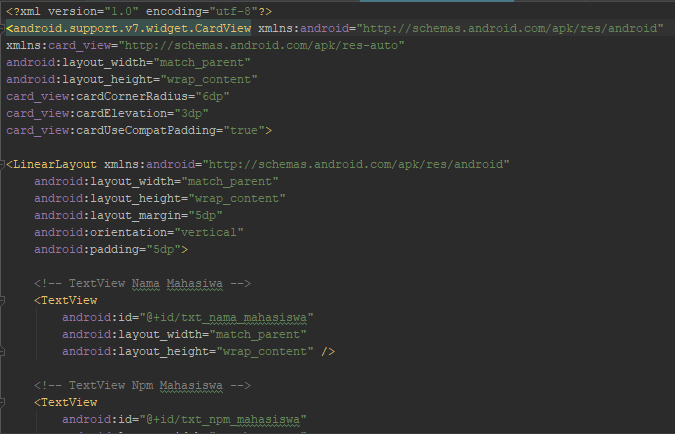 <?xml version="1.0" encoding="utf-8"?>
<android.support.v7.widget.CardView xmlns:android="http://schemas.android.com/apk/res/android"
xmlns:card_view="http://schemas.android.com/apk/res-auto"
android:layout_width="match_parent"
android:layout_height="wrap_content"
card_view:cardCornerRadius="6dp"
card_view:cardElevation="3dp"
card_view:cardUseCompatPadding="true">
<LinearLayout xmlns:android="http://schemas.android.com/apk/res/android"
android:layout_width="match_parent"
android:layout_height="wrap_content"
android:layout_margin="5dp"
android:orientation="vertical"
android:padding="5dp">
<!-- TextView Nama Mahasiwa -->
<TextView
android:id="@+id/txt_nama_mahasiswa"
android:layout_width="match_parent"
android:layout_height="wrap_content" />
<!-- TextView Npm Mahasiswa -->
<TextView
android:id="@+id/txt_npm_mahasiswa"